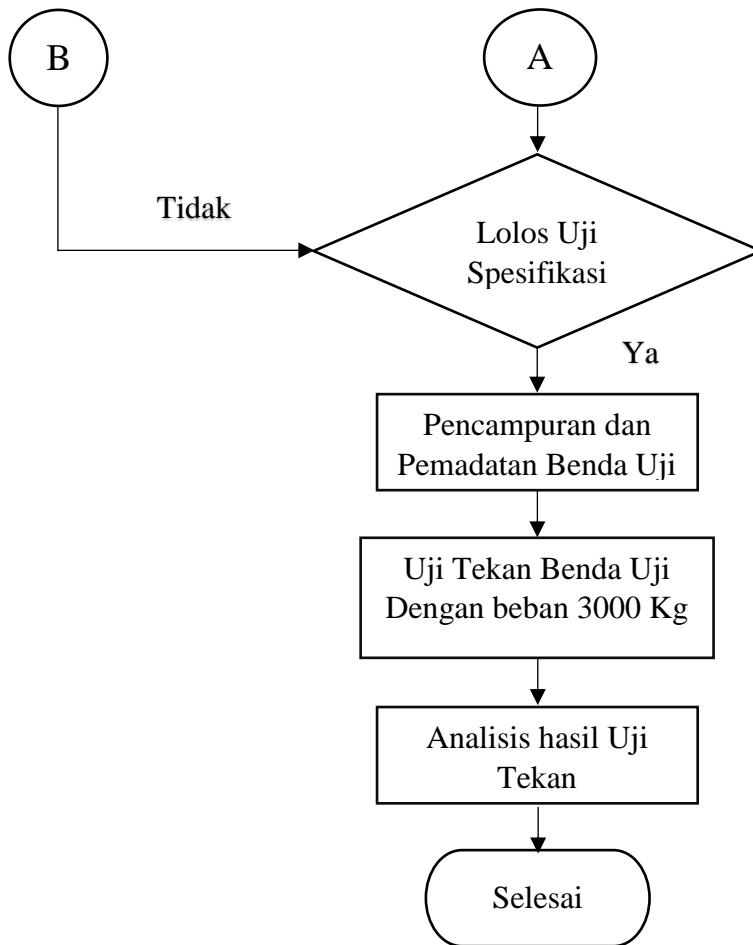 B
A
Tidak
Lolos Uji
Spesifikasi
Ya
Pencampuran dan
Pemadatan Benda Uji
Uji Tekan Benda Uji
Dengan beban 3000 Kg
Analisis hasil Uji
Tekan
Selesai